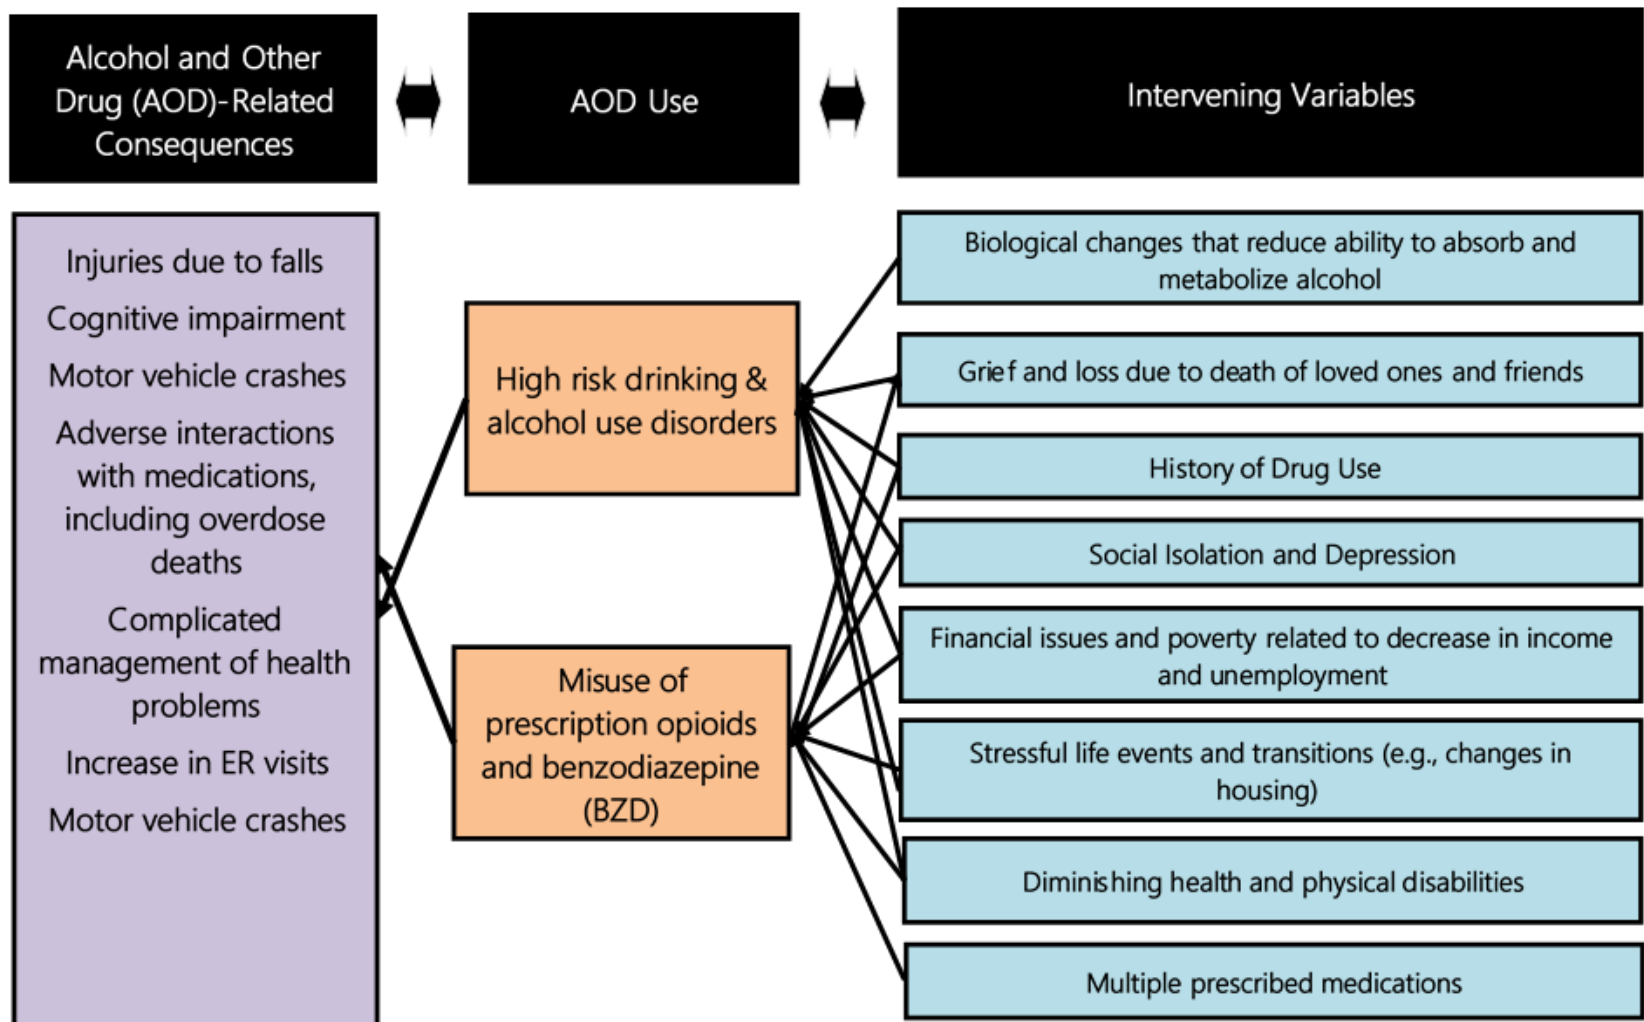 Alcohol and Other
Drug (AOD)-Related
Consequences
AOD Use
Intervening Variables
Injuries due to falls
Cognitive impairment
Motor vehicle crashes
Adverse interactions
with medications,
including overdose
deaths
Complicated
management of health
problems
Increase in ER visits
Motor vehicle crashes
High risk drinking &
alcohol use disorders
Misuse of
prescription opioids
and benzodiazepine
(BZD)
Biological changes that reduce ability to absorb and
metabolize alcohol
Grief and loss due to death of loved ones and friends
History of Drug Use
Social Isolation and Depression
Financial issues and poverty related to decrease in income
and unemployment
Stressful life events and transitions (e.g., changes in
housing)
Diminishing health and physical disabilities
Multiple prescribed medications